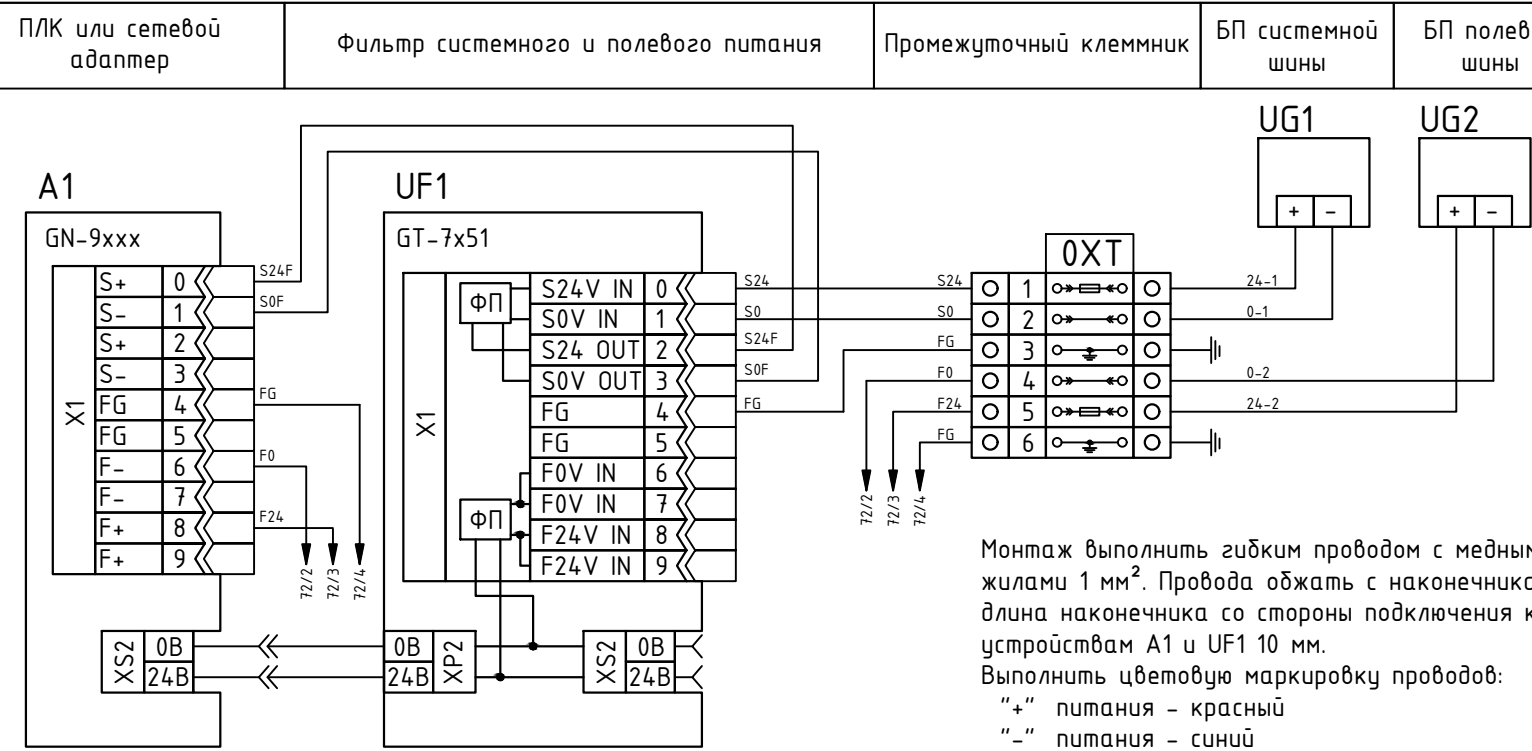 ПЛК или сетевой
адаптер
Фильтр системного и полевого питания
Промежуточный клеммник
БП системной
шины
БП полев
шины
UG1
UG2
+ -
+ -
A1
GN-9xxx
X1
S+ 0 S24F
S- 1 S0F
S+ 2
S- 3
FG 4 FG
FG 5
F- 6 F0
F- 7
F+ 8 F24
F+ 9
72/2
72/3
72/4
XS2
0В
24В
UF1
GT-7x51
ФП
ФП
X1
S24V IN 0 S24
S0V IN 1 S0
S24 OUT 2 S24F
S0V OUT 3 S0F
FG 4 FG
FG 5
F0V IN 6
F0V IN 7
F24V IN 8
F24V IN 9
0В
24В
XP2
XS2
0В
24В
0XT
S24 1 24-1
S0 2 0-1
FG 3
F0 4 0-2
F24 5 24-2
FG 6
72/2
72/3
72/4
Монтаж выполнить гибким проводом с медным
жилами 1 мм². Провода обжать с наконечнико
длина наконечника со стороны подключения к
устройствам А1 и UF1 10 мм.
Выполнить цветовую маркировку проводов:
"+" питания - красный
"-" питания - синий